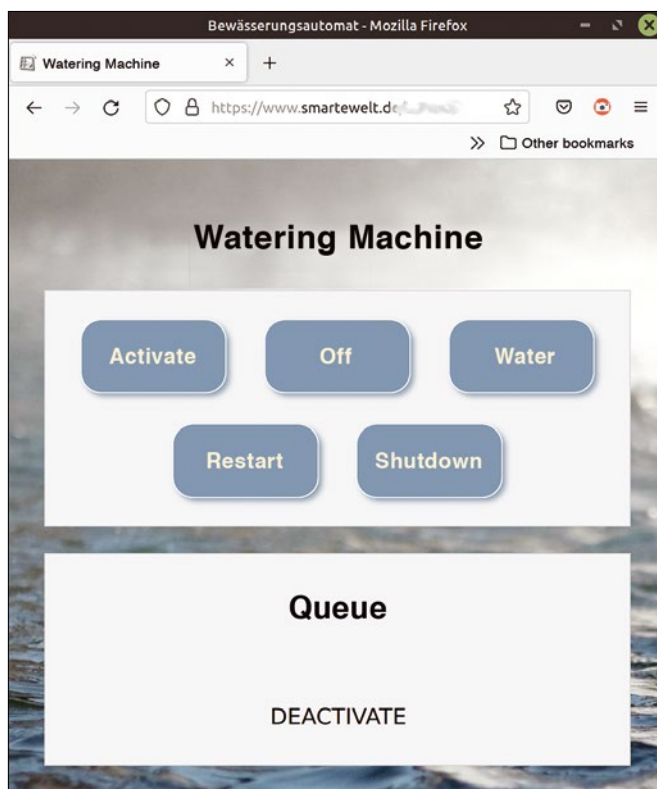 Bewässerungsautomat - Mozilla Firefox
Watering Machine
https://www.smartewelt.de/
Other bookmarks
Watering Machine
Activate Off Water
Restart Shutdown
Queue
DEACTIVATE